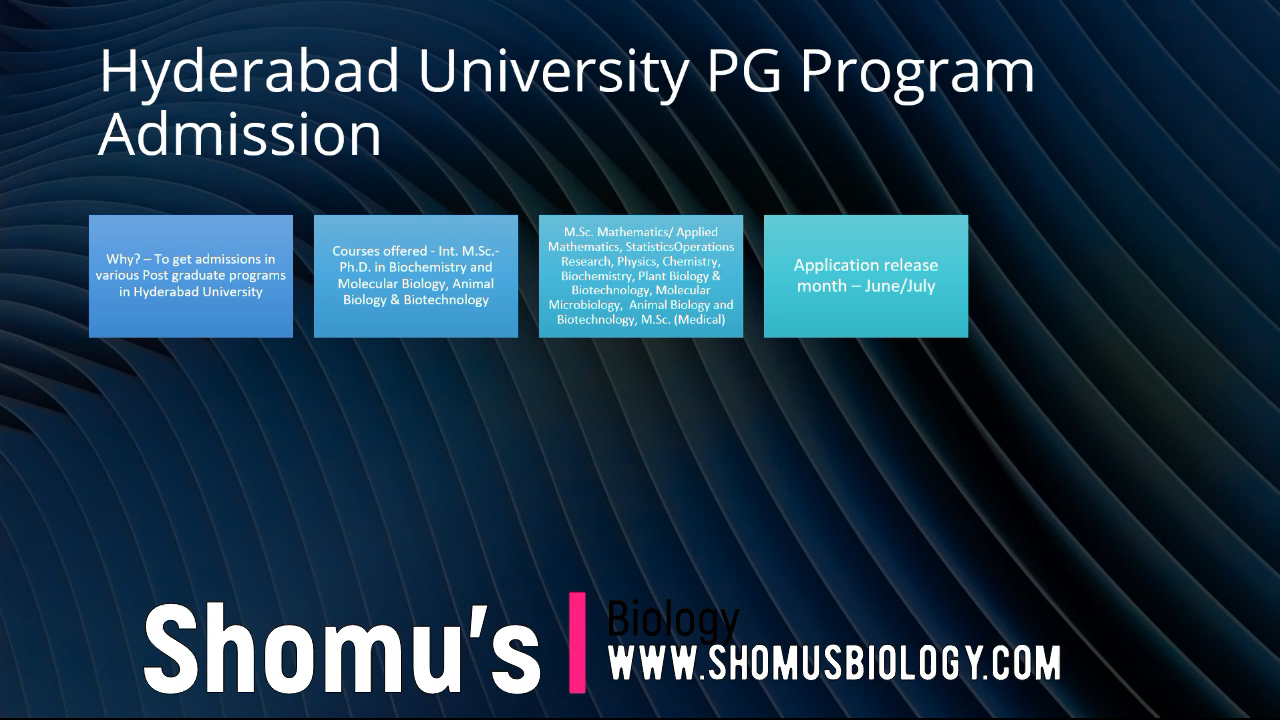 Hyderabad University PG Program
Admission
Why? – To get admissions in
various Post graduate programs
in Hyderabad University
Courses offered - Int. M.Sc.-
Ph.D. in Biochemistry and
Molecular Biology, Animal
Biology & Biotechnology
M.Sc. Mathematics/ Applied
Mathematics, StatisticsOperations
Research, Physics, Chemistry,
Biochemistry, Plant Biology &
Biotechnology, Molecular
Microbiology, Animal Biology and
Biotechnology, M.Sc. (Medical)
Application release
month – June/July
Shomu's
Biology
WWW.SHOMUSBIOLOGY.COM